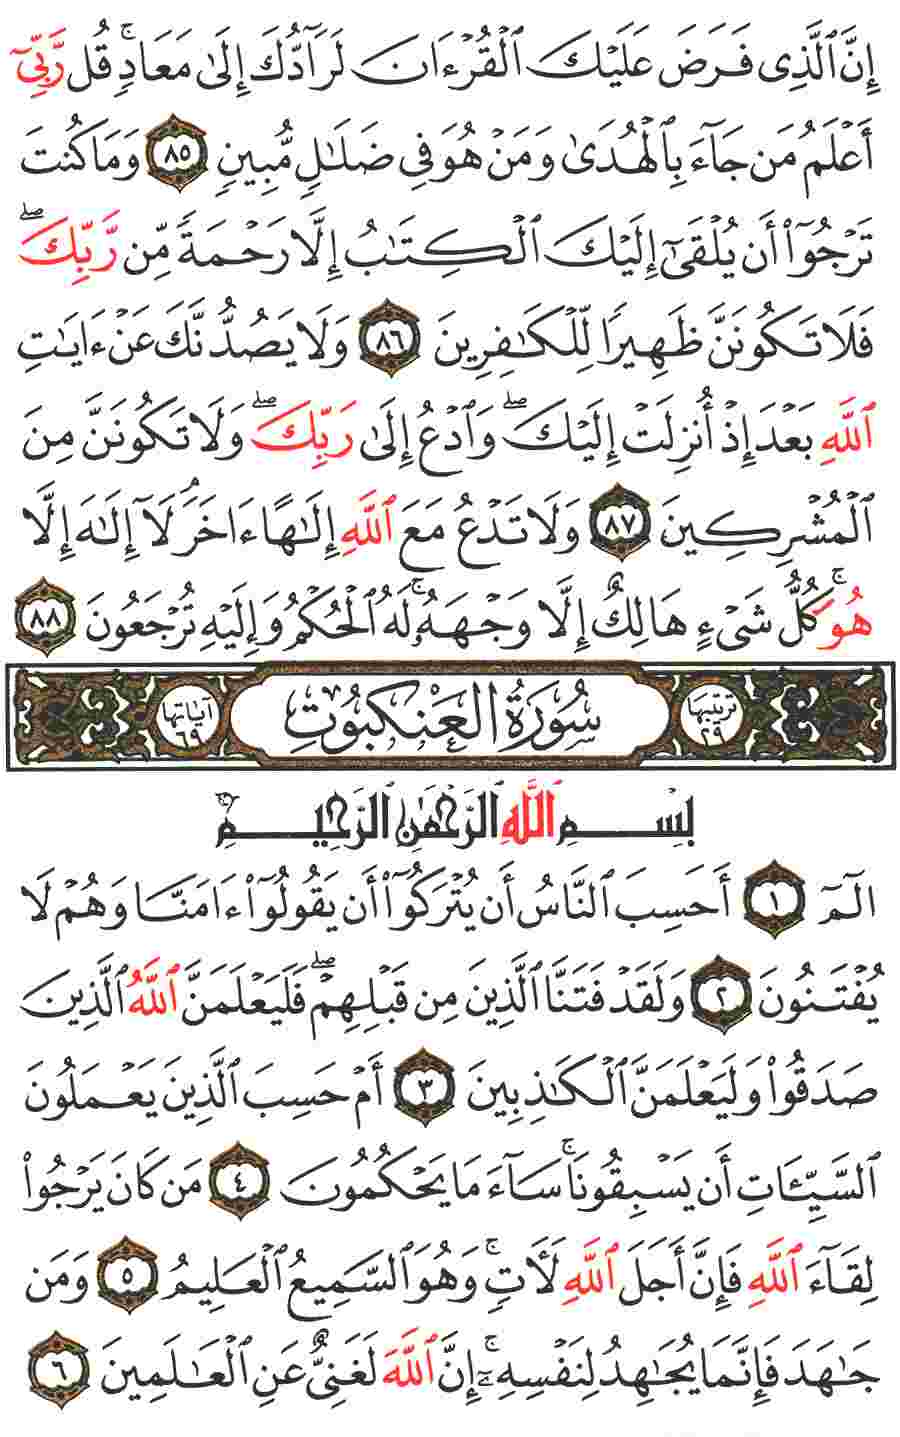 إِنَّ ٱلَّذِى فَرَضَ عَلَيْكَ ٱلْقُرْءَانَ لَرَآدُّكَ إِلَىٰ مَعَادٍۚ قُل رَّبِّىٓ
أَعْلَمُ مَن جَآءَ بِٱلْهُدَىٰ وَمَنْ هُوَ فِى ضَلَٰلٍ مُّبِينٍ ٨٥ وَمَا كُنتَ
تَرْجُوٓا۟ أَن يُلْقَىٰٓ إِلَيْكَ ٱلْكِتَٰبُ إِلَّا رَحْمَةً مِّن رَّبِّكَۖ
فَلَا تَكُونَنَّ ظَهِيرًا لِّلْكَٰفِرِينَ ٨٦ وَلَا يَصُدُّنَّكَ عَنْ ءَايَٰتِ
ٱللَّهِ بَعْدَ إِذْ أُنزِلَتْ إِلَيْكَۖ وَٱدْعُ إِلَىٰ رَبِّكَۖ وَلَا تَكُونَنَّ مِنَ
ٱلْمُشْرِكِينَ ٨٧ وَلَا تَدْعُ مَعَ ٱللَّهِ إِلَٰهًا ءَاخَرَۘ لَآ إِلَٰهَ إِلَّا
هُوَۚ كُلُّ شَىْءٍ هَالِكٌ إِلَّا وَجْهَهُۥۚ لَهُ ٱلْحُكْمُ وَإِلَيْهِ تُرْجَعُونَ ٨٨
ترتيبها ٢٩ سُورَةُ العَنْكَبُوتِ آياتها ٦٩
بِسْمِ ٱللَّهِ ٱلرَّحْمَٰنِ ٱلرَّحِيمِ
الٓمٓ ١ أَحَسِبَ ٱلنَّاسُ أَن يُتْرَكُوٓا۟ أَن يَقُولُوٓا۟ ءَامَنَّا وَهُمْ لَا
يُفْتَنُونَ ٢ وَلَقَدْ فَتَنَّا ٱلَّذِينَ مِن قَبْلِهِمْۖ فَلَيَعْلَمَنَّ ٱللَّهُ ٱلَّذِينَ
صَدَقُوا۟ وَلَيَعْلَمَنَّ ٱلْكَٰذِبِينَ ٣ أَمْ حَسِبَ ٱلَّذِينَ يَعْمَلُونَ
ٱلسَّيِّـَٔاتِ أَن يَسْبِقُونَاۚ سَآءَ مَا يَحْكُمُونَ ٤ مَن كَانَ يَرْجُوا۟
لِقَآءَ ٱللَّهِ فَإِنَّ أَجَلَ ٱللَّهِ لَـَٔاتٍۚ وَهُوَ ٱلسَّمِيعُ ٱلْعَلِيمُ ٥ وَمَن
جَٰهَدَ فَإِنَّمَا يُجَٰهِدُ لِنَفْسِهِۦٓۚ إِنَّ ٱللَّهَ لَغَنِىٌّ عَنِ ٱلْعَٰلَمِينَ ٦